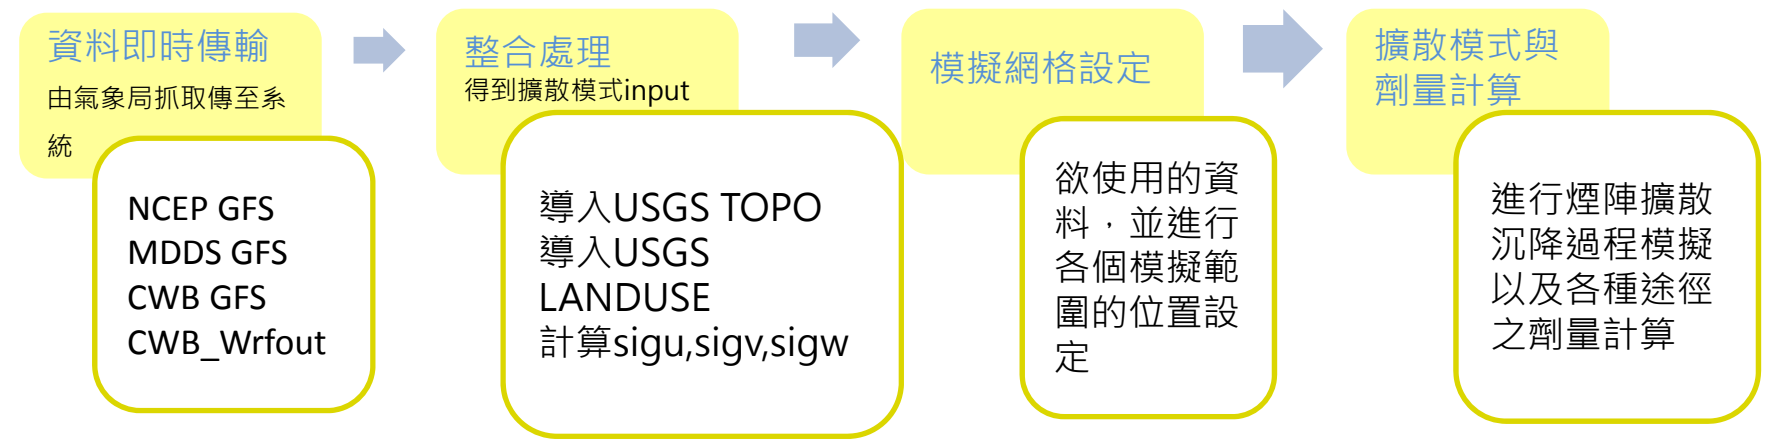 資料即時傳輸
由氣象局抓取傳至系
統
NCEP GFS
MDDS GFS
CWB GFS
CWB_Wrfout
整合處理
得到擴散模式input
導入USGS TOPO
導入USGS
LANDUSE
計算sigu,sigv,sigw
模擬網格設定
欲使用的資
料，並進行
各個模擬範
圍的位置設
定
擴散模式與
劑量計算
進行煙陣擴散
沉降過程模擬
以及各種途徑
之劑量計算